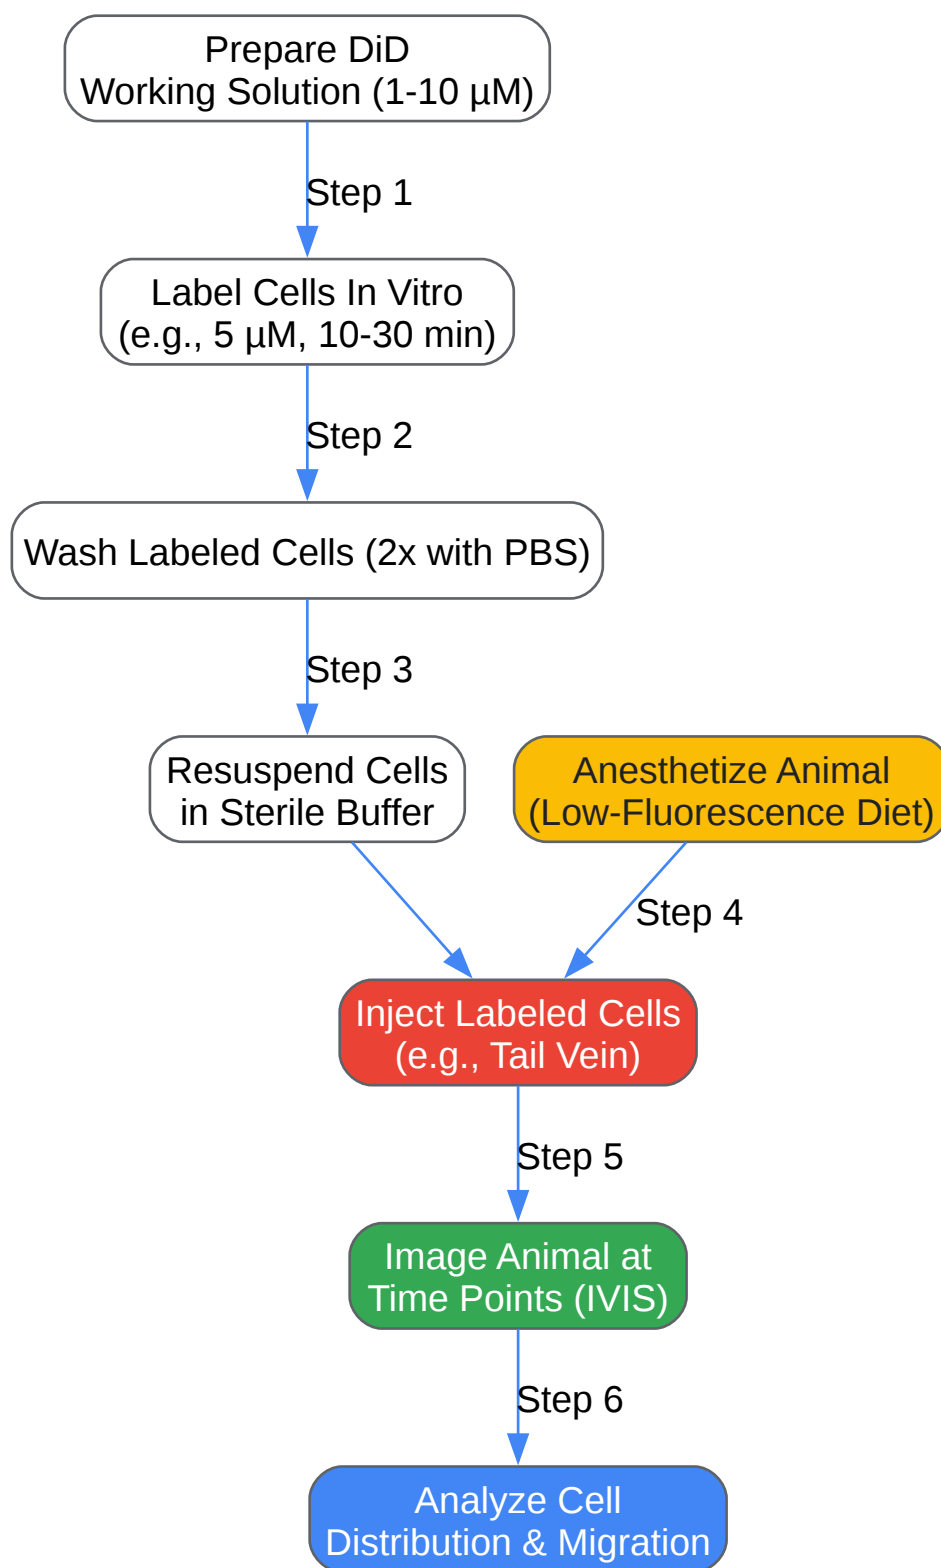 Prepare DiD
Working Solution (1-10 µM)
Step 1
Label Cells In Vitro
(e.g., 5 µM, 10-30 min)
Step 2
Wash Labeled Cells (2x with PBS)
Step 3
Resuspend Cells
in Sterile Buffer
Anesthetize Animal
(Low-Fluorescence Diet)
Step 4
Inject Labeled Cells
(e.g., Tail Vein)
Step 5
Image Animal at
Time Points (IVIS)
Step 6
Analyze Cell
Distribution & Migration